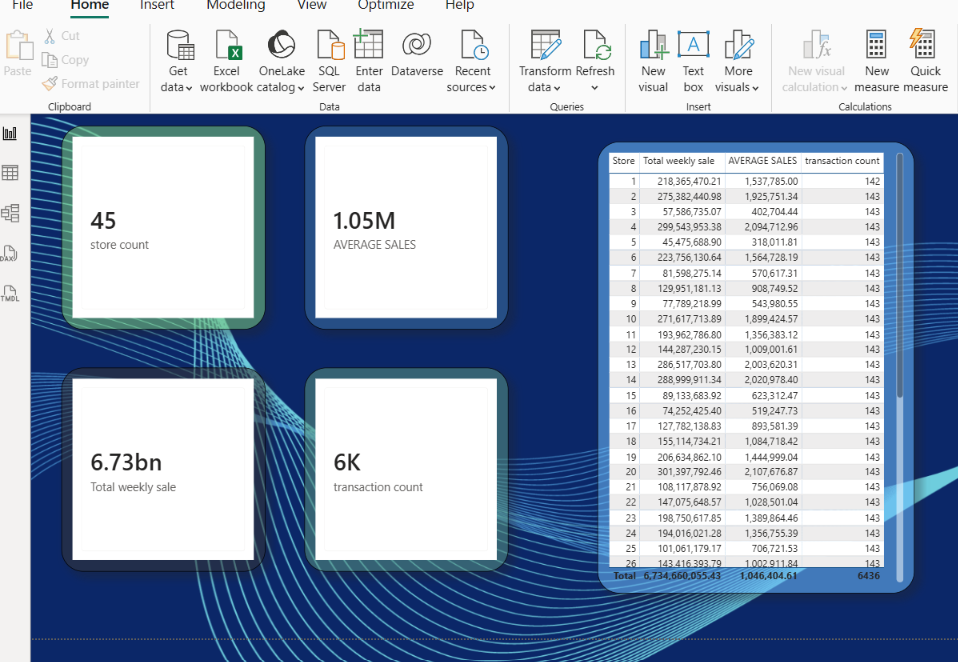 File Home Insert Modeling View Optimize Help
Paste
Cut
Copy
Format painter
Clipboard
Get data
Excel workbook
OneLake catalog
SQL Server
Enter data
Dataverse
Recent sources
Data
Transform data
Refresh
Queries
New visual
Text box
More visuals
Insert
New visual calculation
New measure
Quick measure
Calculations
DAX
TMDL
45
store count
1.05M
AVERAGE SALES
6.73bn
Total weekly sale
6K
transaction count
Store Total weekly sale AVERAGE SALES transaction count
1 218,365,470.21 1,537,785.00 142
2 275,382,440.98 1,925,751.34 143
3 57,586,735.07 402,704.44 143
4 299,543,953.38 2,094,712.96 143
5 45,475,688.90 318,011.81 143
6 223,756,130.64 1,564,728.19 143
7 81,598,275.14 570,617.31 143
8 129,951,181.13 908,749.52 143
9 77,789,218.99 543,980.55 143
10 271,617,713.89 1,899,424.57 143
11 193,962,786.80 1,356,383.12 143
12 144,287,230.15 1,009,001.61 143
13 286,517,703.80 2,003,620.31 143
14 288,999,911.34 2,020,978.40 143
15 89,133,683.92 623,312.47 143
16 74,252,425.40 519,247.73 143
17 127,782,138.83 893,581.39 143
18 155,114,734.21 1,084,718.42 143
19 206,634,862.10 1,444,999.04 143
20 301,397,792.46 2,107,676.87 143
21 108,117,878.92 756,069.08 143
22 147,075,648.57 1,028,501.04 143
23 198,750,617.85 1,389,864.46 143
24 194,016,021.28 1,356,755.39 143
25 101,061,179.17 706,721.53 143
26 143,416,393.79 1,002,911.84 143
Total 6,734,660,055.43 1,046,404.61 6436